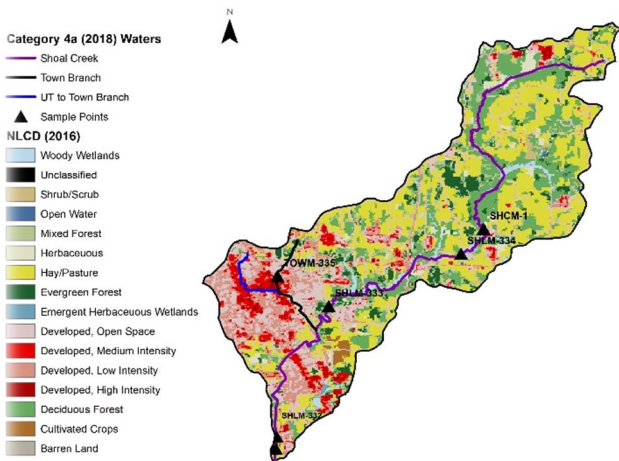 N
Category 4a (2018) Waters
Shoal Creek
Town Branch
UT to Town Branch
Sample Points
NLCD (2016)
Woody Wetlands
Unclassified
Shrub/Scrub
Open Water
Mixed Forest
Herbaceuous
Hay/Pasture
Evergreen Forest
Emergent Herbaceuous Wetlands
Developed, Open Space
Developed, Medium Intensity
Developed, Low Intensity
Developed, High Intensity
Deciduous Forest
Cultivated Crops
Barren Land
SHCM-1
SHLM-334
TOWM-335
SHLM-333
SHLM-332